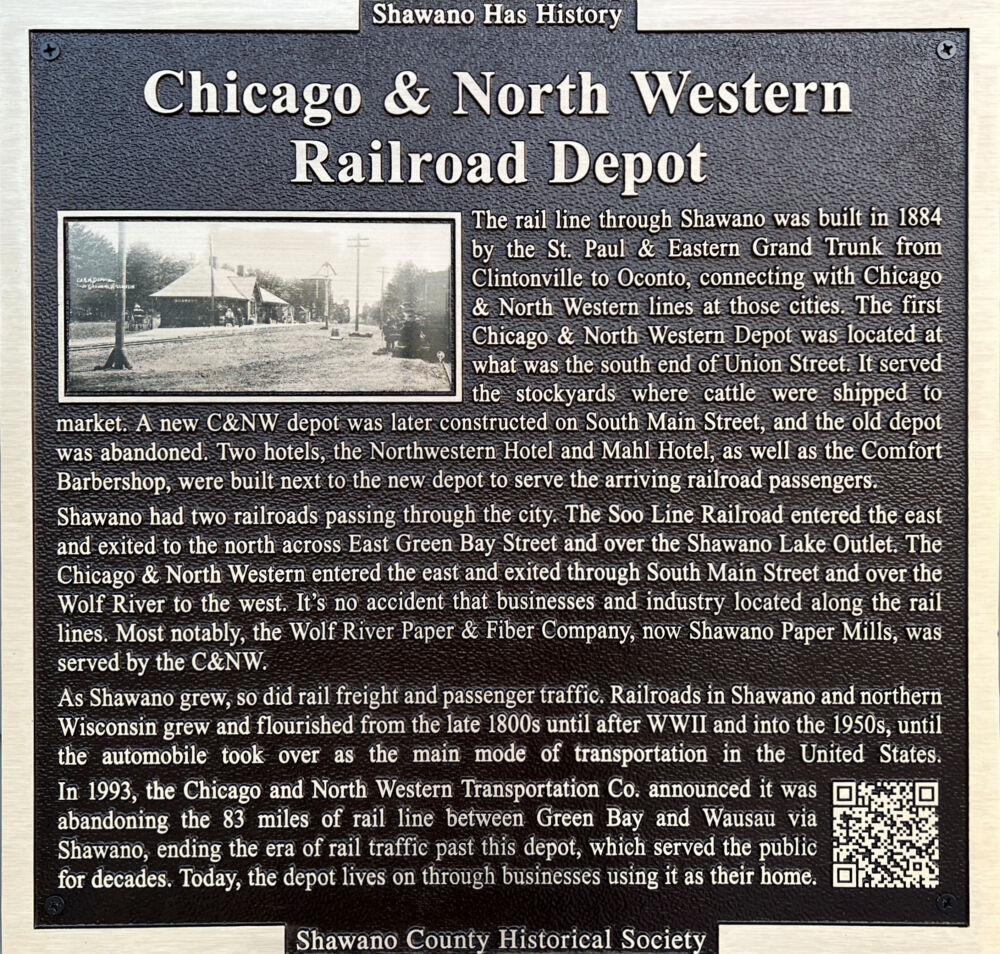 Shawano Has History
Chicago & North Western
Railroad Depot
The rail line through Shawano was built in 1884
by the St. Paul & Eastern Grand Trunk from
Clintonville to Oconto, connecting with Chicago
& North Western lines at those cities. The first
Chicago & North Western Depot was located at
what was the south end of Union Street. It served
the stockyards where cattle were shipped to
market. A new C&NW depot was later constructed on South Main Street, and the old depot
was abandoned. Two hotels, the Northwestern Hotel and Mahl Hotel, as well as the Comfort
Barbershop, were built next to the new depot to serve the arriving railroad passengers.
Shawano had two railroads passing through the city. The Soo Line Railroad entered the east
and exited to the north across East Green Bay Street and over the Shawano Lake Outlet. The
Chicago & North Western entered the east and exited through South Main Street and over the
Wolf River to the west. It's no accident that businesses and industry located along the rail
lines. Most notably, the Wolf River Paper & Fiber Company, now Shawano Paper Mills, was
served by the C&NW.
As Shawano grew, so did rail freight and passenger traffic. Railroads in Shawano and northern
Wisconsin grew and flourished from the late 1800s until after WWII and into the 1950s, until
the automobile took over as the main mode of transportation in the United States.
In 1993, the Chicago and North Western Transportation Co. announced it was
abandoning the 83 miles of rail line between Green Bay and Wausau via
Shawano, ending the era of rail traffic past this depot, which served the public
for decades. Today, the depot lives on through businesses using it as their home.
Shawano County Historical Society